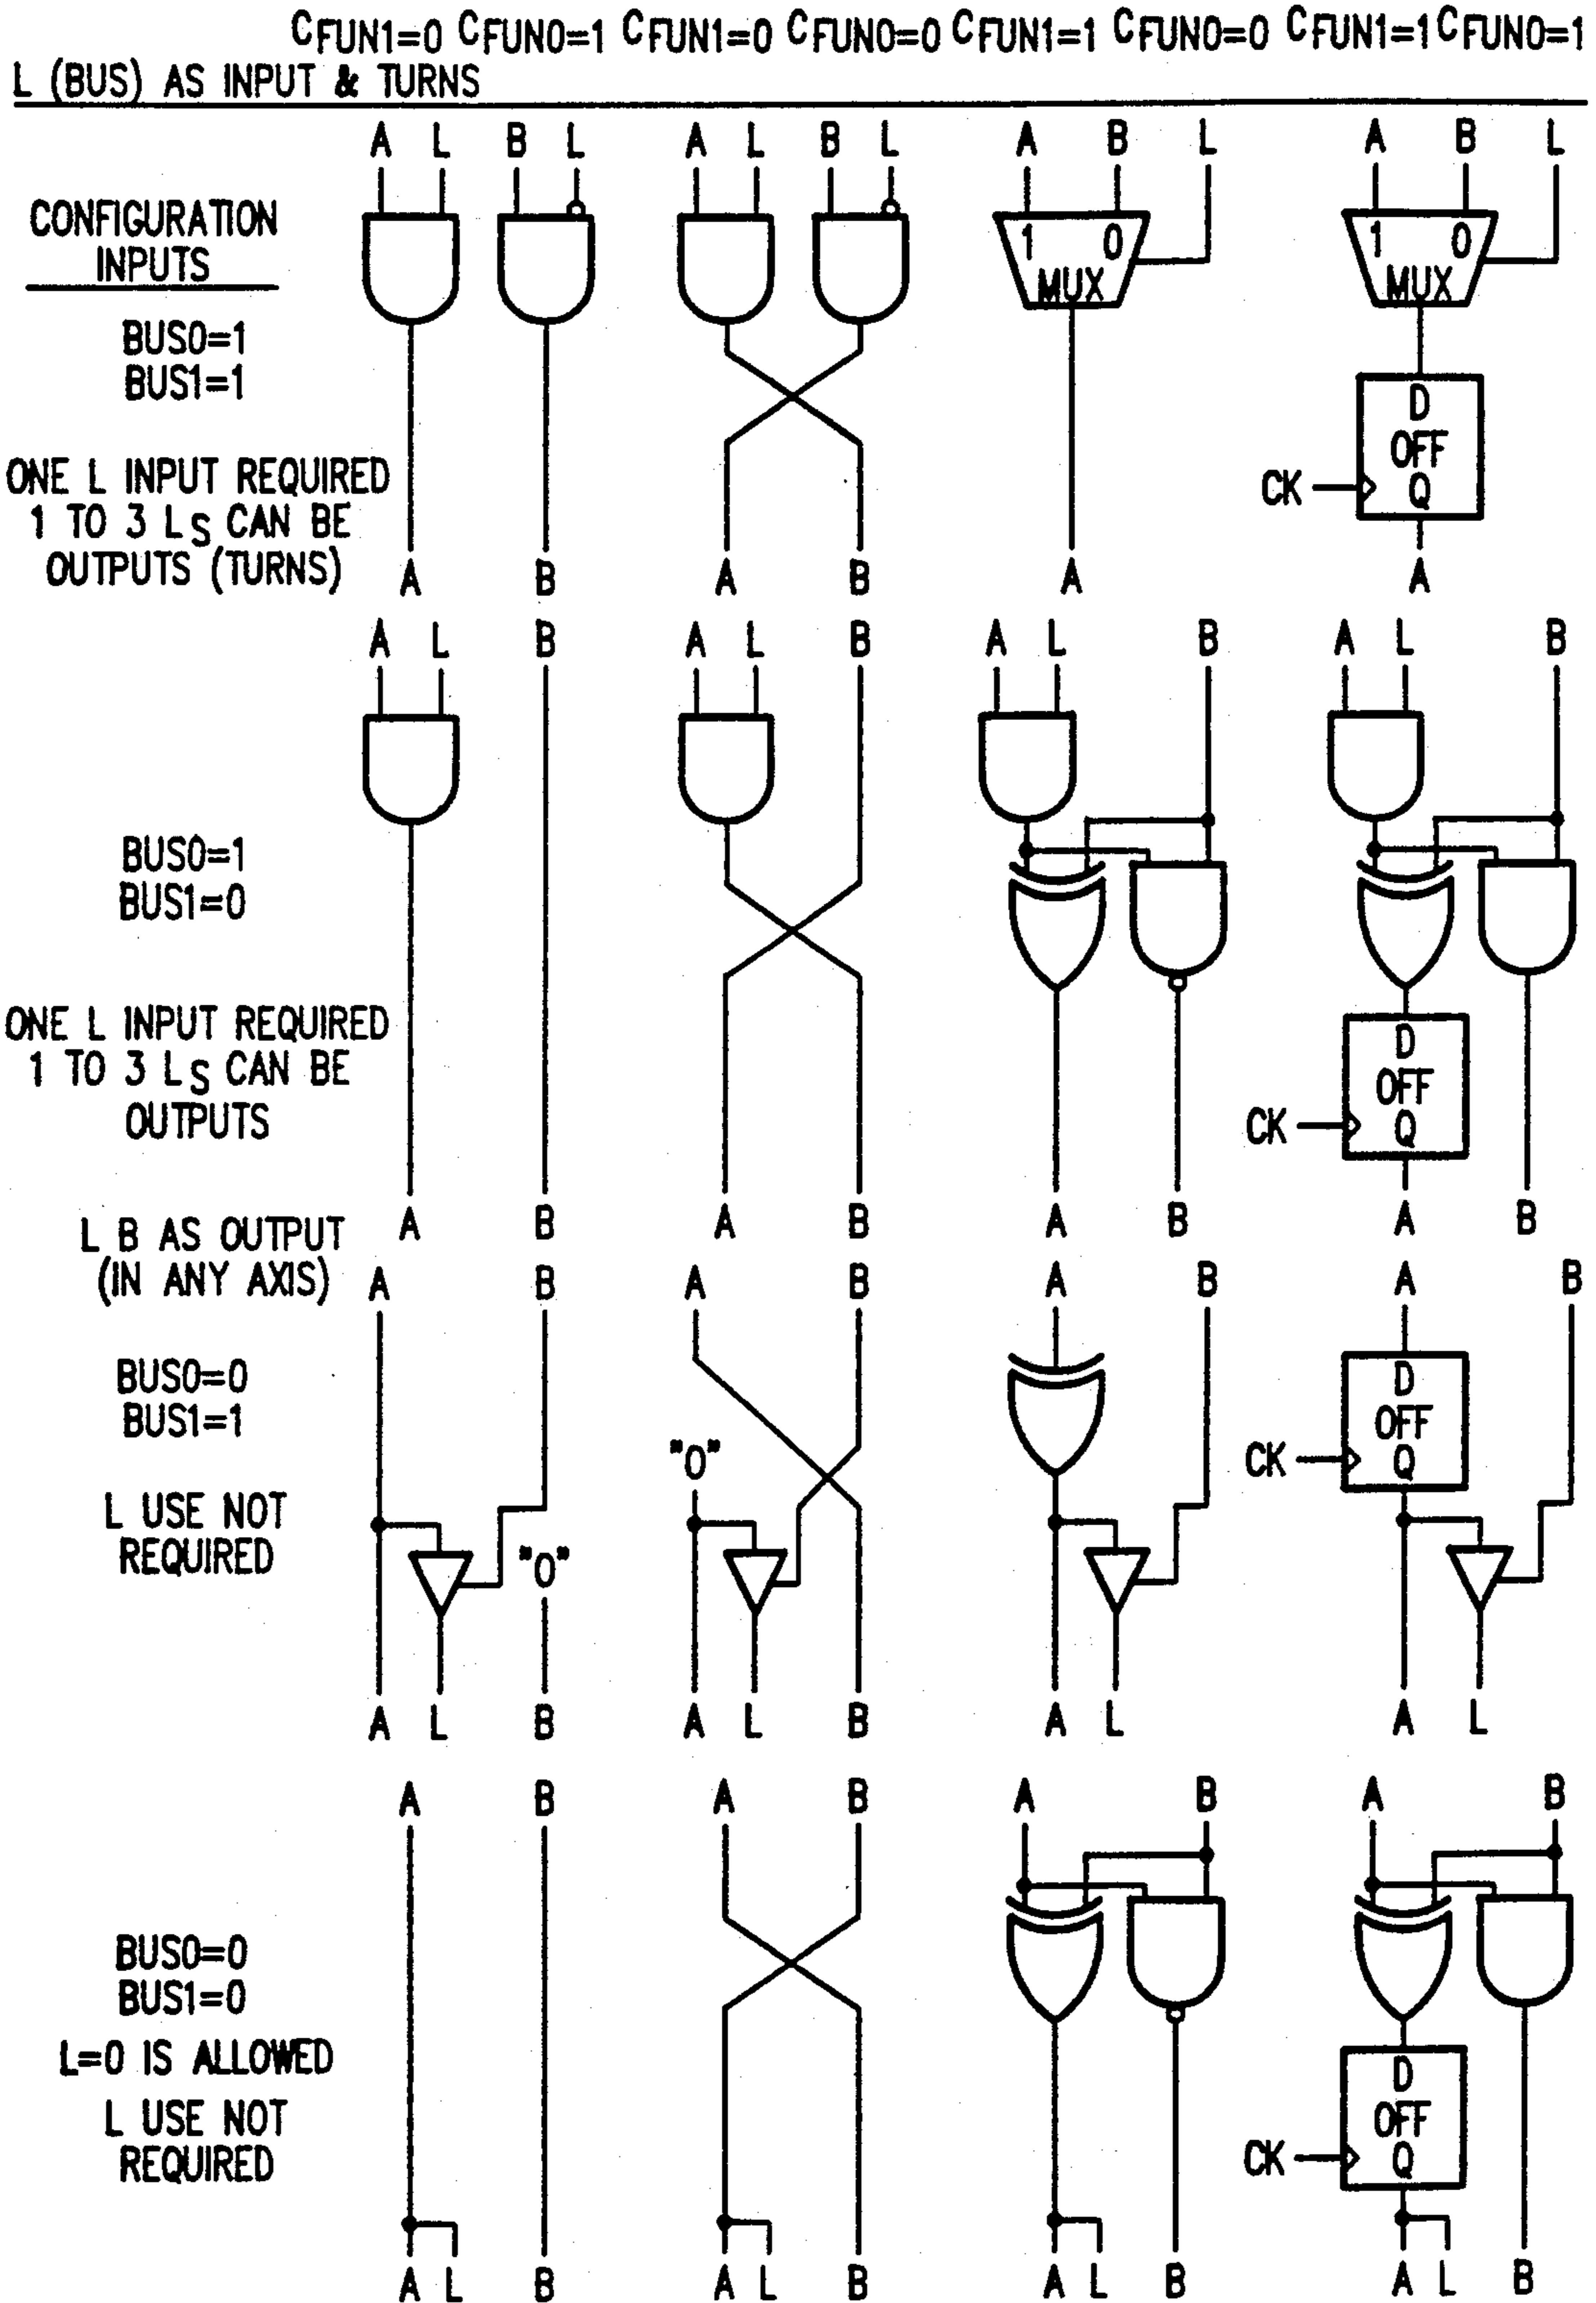 CFUN1=0 CFUN0=1 CFUN1=0 CFUN0=0 CFUN1=1 CFUN0=0 CFUN1=1 CFUN0=1
L (BUS) AS INPUT & TURNS
A L B L A L B L A B L A B L
CONFIGURATION
INPUTS
1 0 MUX 1 0 MUX
BUS0=1
BUS1=1
D
OFF
CK Q
ONE L INPUT REQUIRED
1 TO 3 LS CAN BE
OUTPUTS (TURNS)
A B A B A A
A L B A L B A L B A L B
BUS0=1
BUS1=0
ONE L INPUT REQUIRED
1 TO 3 LS CAN BE
OUTPUTS
D
OFF
CK Q
A B A B A B A B
L B AS OUTPUT
(IN ANY AXIS)
A B A B A B A B
BUS0=0
BUS1=1
D
OFF
CK Q
"0"
L USE NOT
REQUIRED
"0"
A L B A L B A L A L
A B A B A B A B
BUS0=0
BUS1=0
L=0 IS ALLOWED
L USE NOT
REQUIRED
D
OFF
CK Q
A L B A L B A L B A L B